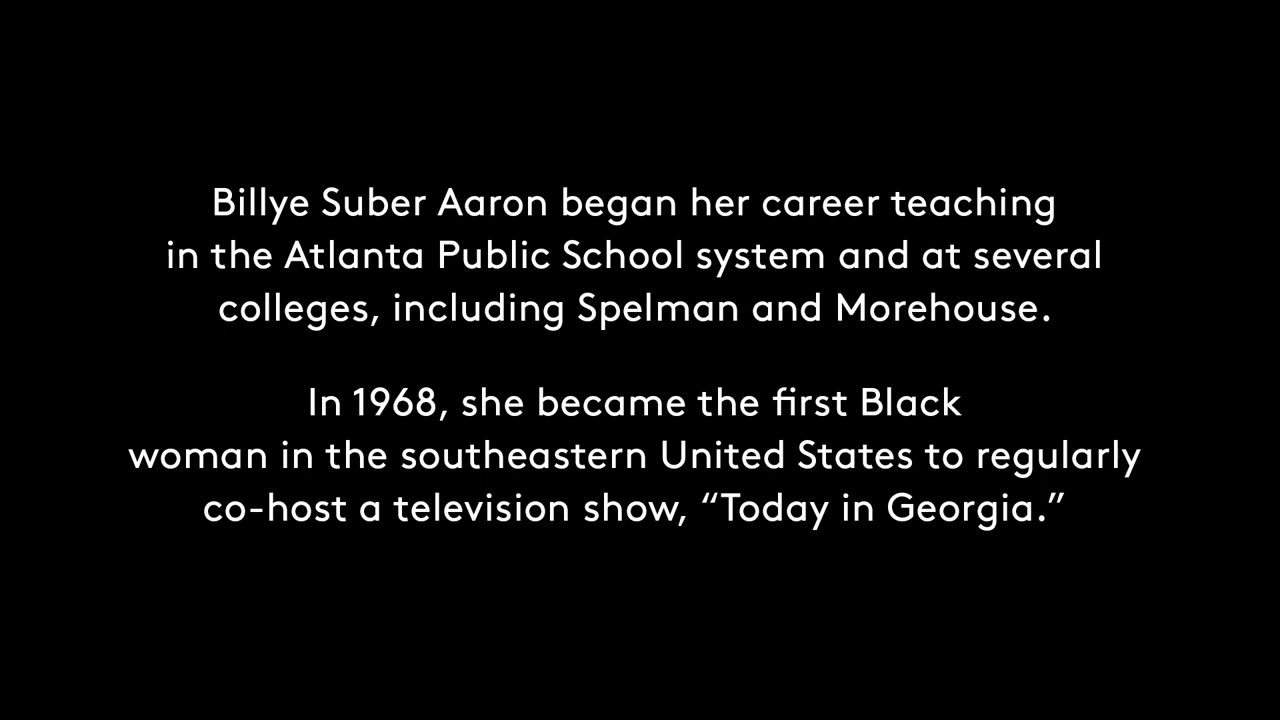 Billye Suber Aaron began her career teaching
in the Atlanta Public School system and at several
colleges, including Spelman and Morehouse.
In 1968, she became the first Black
woman in the southeastern United States to regularly
co-host a television show, “Today in Georgia.”